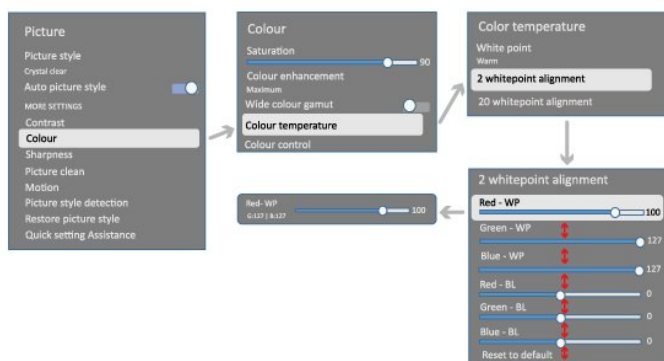 Picture
Picture style
Crystal clear
Auto picture style
MORE SETTINGS
Contrast
Colour
Sharpness
Picture clean
Motion
Picture style detection
Restore picture style
Quick setting Assistance
Colour
Saturation
90
Colour enhancement
Maximum
Wide colour gamut
Colour temperature
Colour control
Color temperature
White point
Warm
2 whitepoint alignment
20 whitepoint alignment
2 whitepoint alignment
Red- WP
100
Green - WP
127
Blue - WP
127
Red - BL
0
Green - BL
0
Blue - BL
0
Reset to default
Red- WP
100
G:127 | B:127